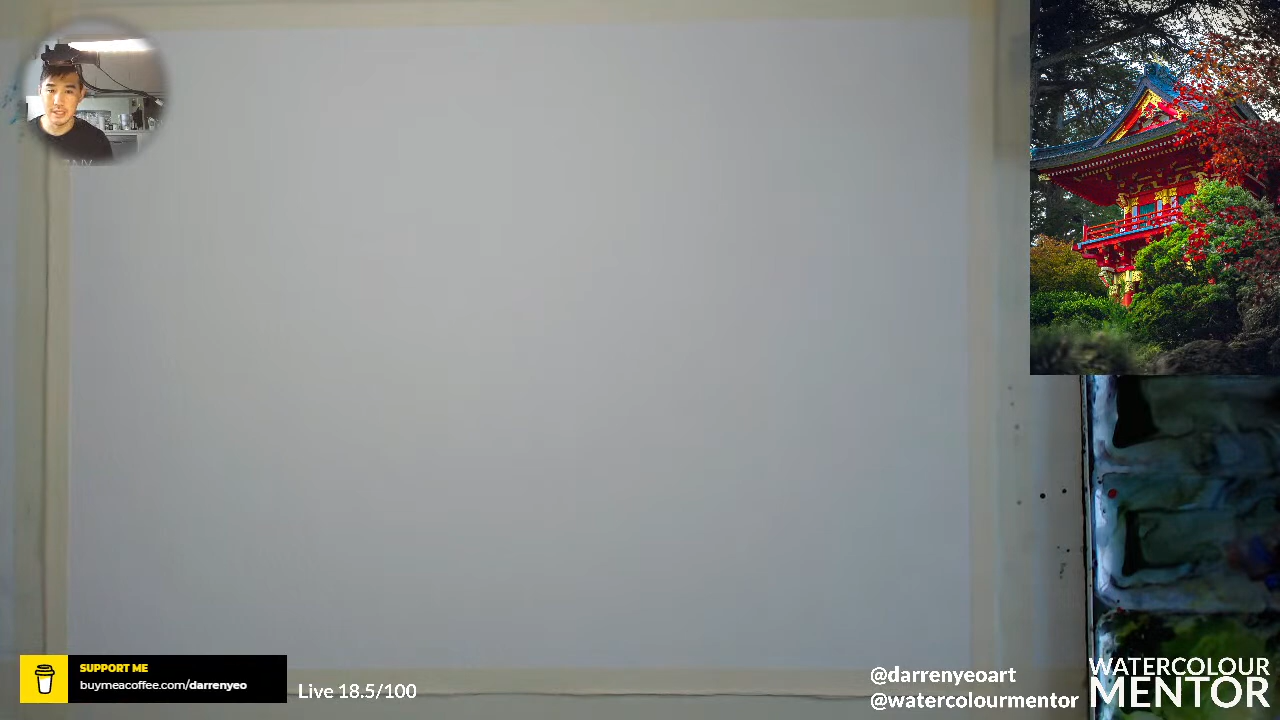 SUPPORT ME
buymeacoffee.com/darrenyeo
Live 18.5/100
@darrenyeoart
@watercolourmentor
WATERCOLOUR
MENTOR